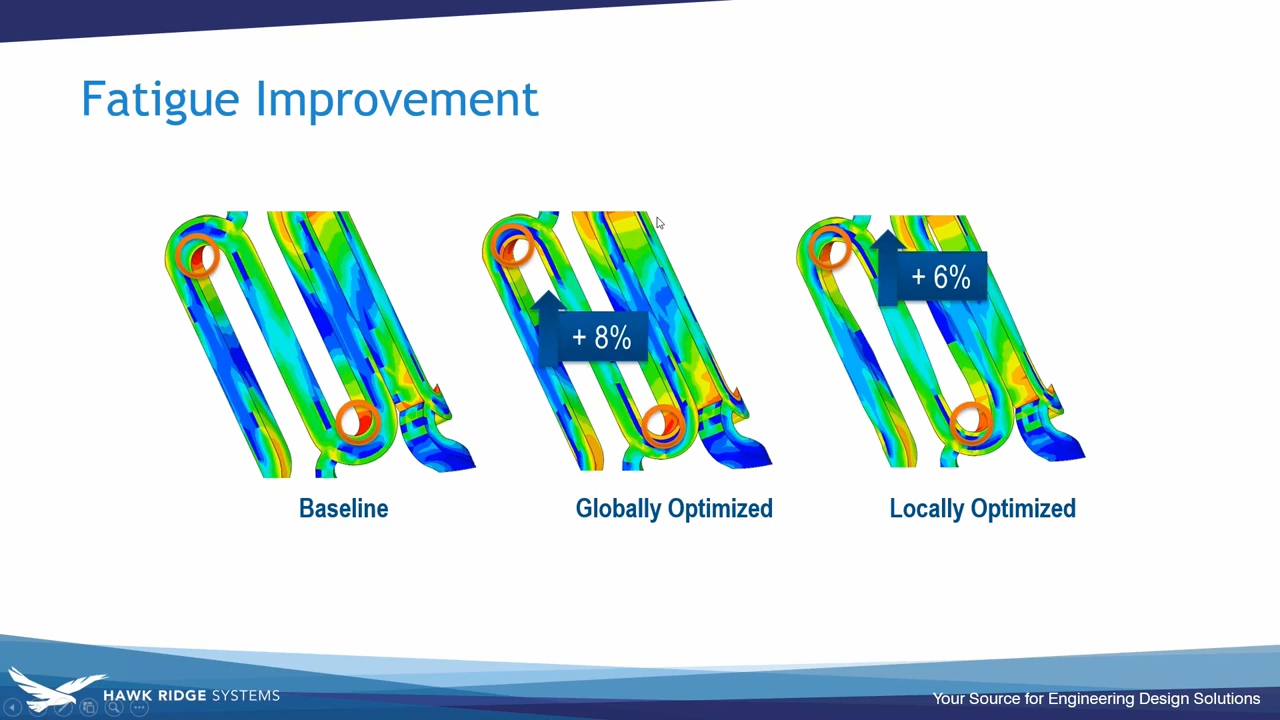 Fatigue Improvement
+ 8%
+ 6%
Baseline
Globally Optimized
Locally Optimized
HAWK RIDGE SYSTEMS
Your Source for Engineering Design Solutions